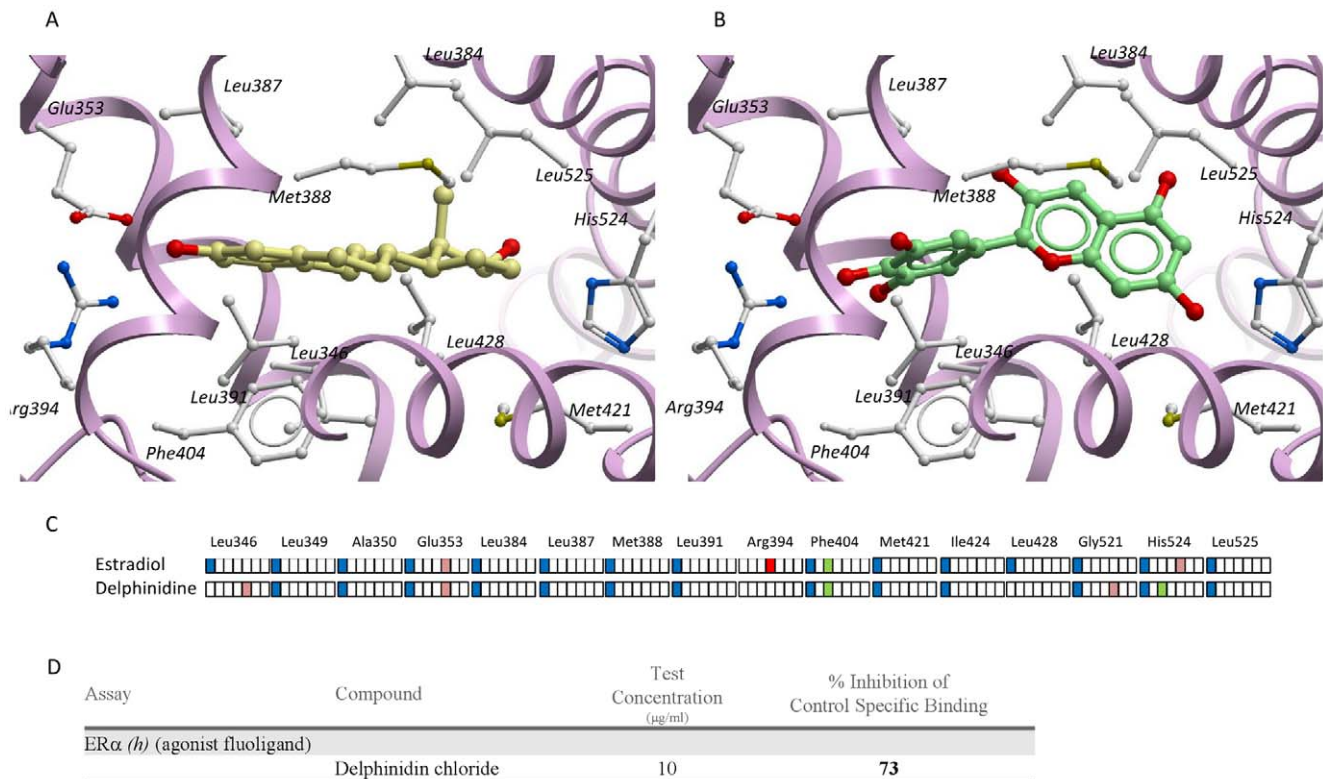 A
B
Leu384
Leu387
Glu353
Leu525
Met388
His524
Leu428
Leu346
Leu391
Met421
Arg394
Phe404
Leu384
Leu387
Glu353
Leu525
Met388
His524
Leu428
Leu346
Leu391
Met421
Arg394
Phe404
C
Leu346 Leu349 Ala350 Glu353 Leu384 Leu387 Met388 Leu391 Arg394 Phe404 Met421 Ile424 Leu428 Gly521 His524 Leu525
Estradiol
Delphinidine
D
Assay Compound Test Concentration (µg/ml) % Inhibition of Control Specific Binding
ERα (h) (agonist fluoligand)
Delphinidin chloride 10 73